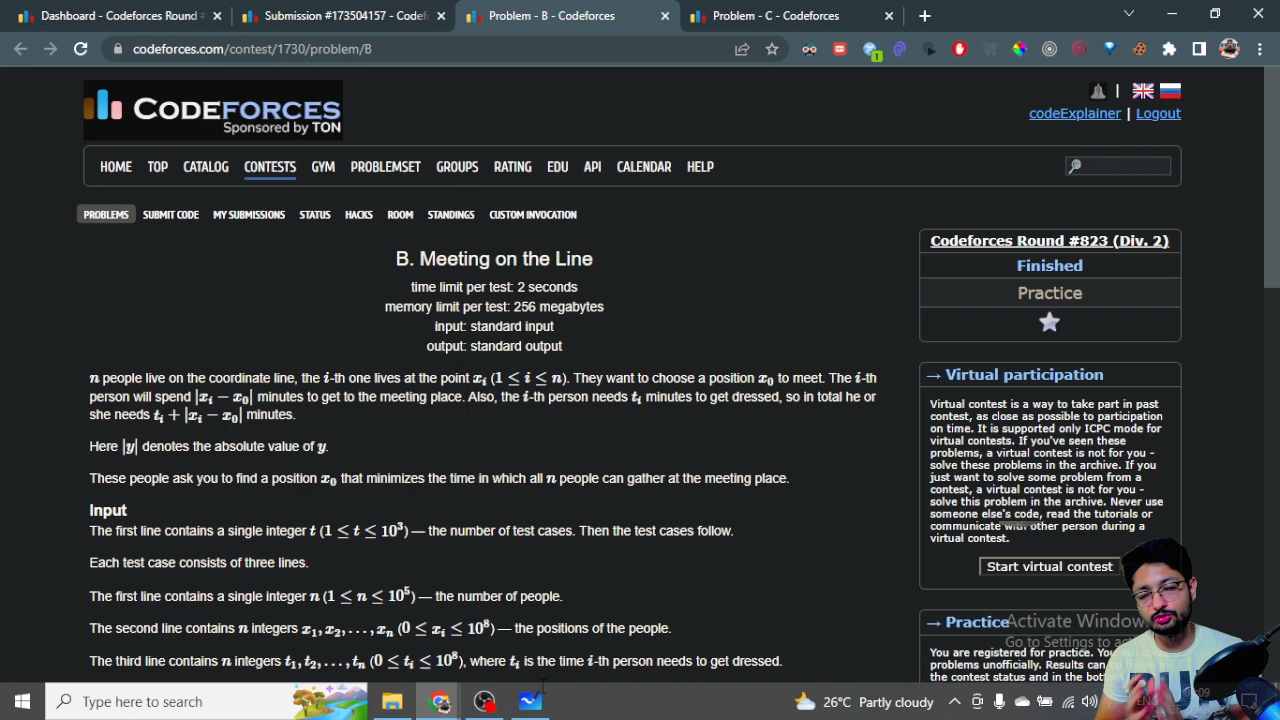 Dashboard - Codeforces Round
Submission #173504157 - Codef
Problem - B - Codeforces
Problem - C - Codeforces
codeforces.com/contest/1730/problem/B
1
CODEFORCES
Sponsored by TON
codeExplainer | Logout
HOME TOP CATALOG CONTESTS GYM PROBLEMSET GROUPS RATING EDU API CALENDAR HELP
PROBLEMS SUBMIT CODE MY SUBMISSIONS STATUS HACKS ROOM STANDINGS CUSTOM INVOCATION
B. Meeting on the Line
time limit per test: 2 seconds
memory limit per test: 256 megabytes
input: standard input
output: standard output
n people live on the coordinate line, the i-th one lives at the point x_i (1 ≤ i ≤ n). They want to choose a position x_0 to meet. The i-th
person will spend |x_i − x_0| minutes to get to the meeting place. Also, the i-th person needs t_i minutes to get dressed, so in total he or
she needs t_i + |x_i − x_0| minutes.
Here |y| denotes the absolute value of y.
These people ask you to find a position x_0 that minimizes the time in which all n people can gather at the meeting place.
Input
The first line contains a single integer t (1 ≤ t ≤ 10^3) — the number of test cases. Then the test cases follow.
Each test case consists of three lines.
The first line contains a single integer n (1 ≤ n ≤ 10^5) — the number of people.
The second line contains n integers x_1, x_2, . . . , x_n (0 ≤ x_i ≤ 10^8) — the positions of the people.
The third line contains n integers t_1, t_2, . . . , t_n (0 ≤ t_i ≤ 10^8), where t_i is the time i-th person needs to get dressed.
Codeforces Round #823 (Div. 2)
Finished
Practice
→ Virtual participation
Virtual contest is a way to take part in past
contest, as close as possible to participation
on time. It is supported only ICPC mode for
virtual contests. If you've seen these
problems, a virtual contest is not for you -
solve these problems in the archive. If you
just want to solve some problem from a
contest, a virtual contest is not for you -
solve this problem in the archive. Never use
someone else's code, read the tutorials or
communicate with other person during a
virtual contest.
Start virtual contest
→ Practice
Activate Window
Go to Settings to
You are registered for practice.
problems unofficially. Results can
the contest status and in the bottom
Type here to search
26°C Partly cloudy